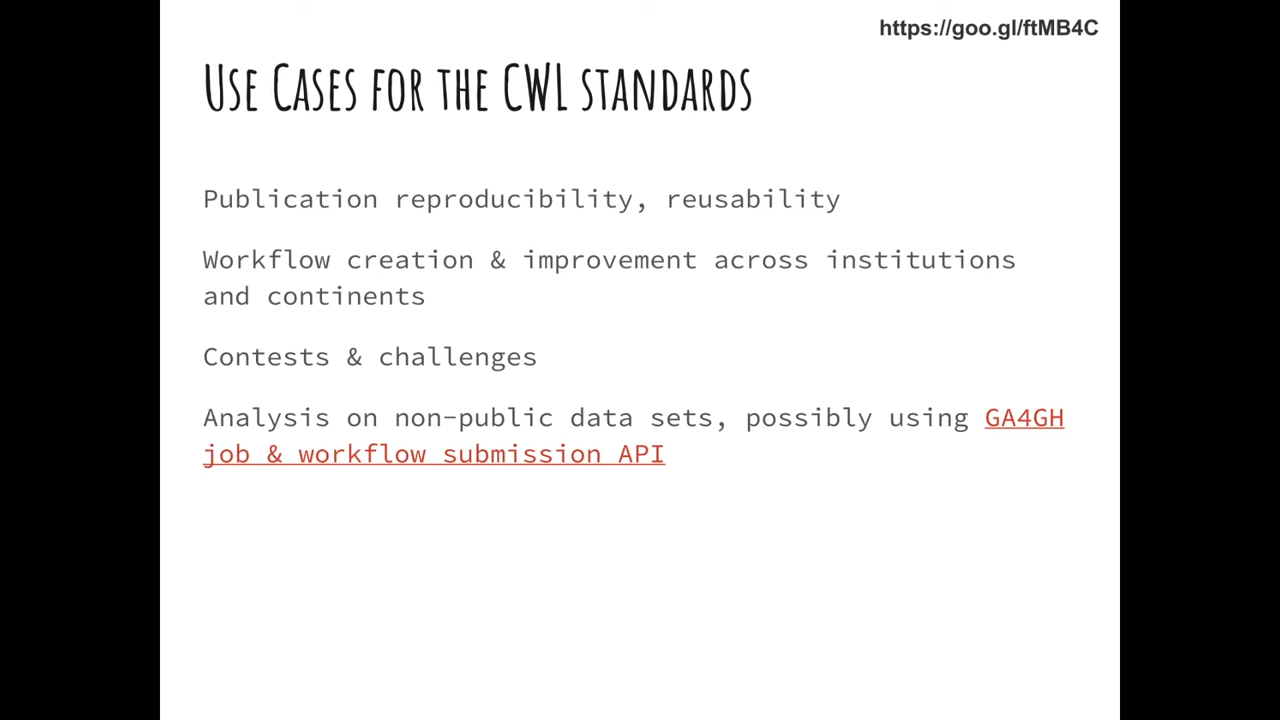 https://goo.gl/ftMB4C
Use Cases for the CWL standards
Publication reproducibility, reusability
Workflow creation & improvement across institutions
and continents
Contests & challenges
Analysis on non-public data sets, possibly using GA4GH
job & workflow submission API